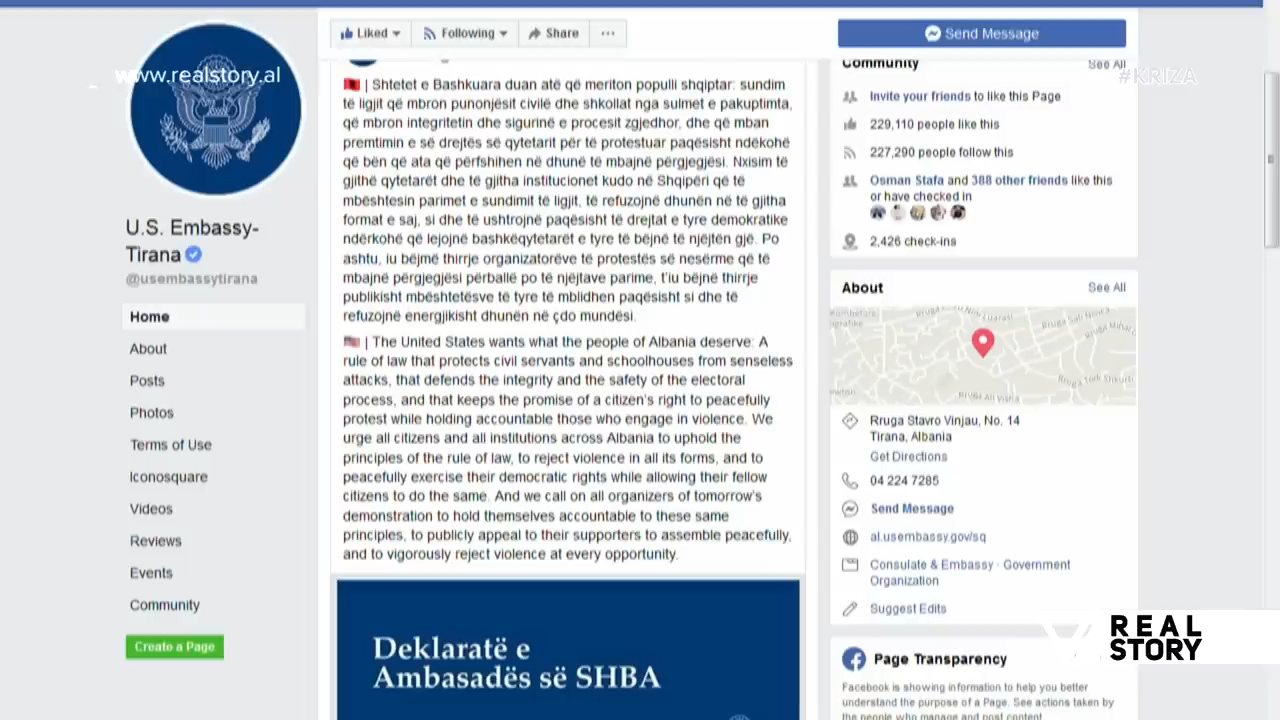 Liked
Following
Share
Send Message
www.realstory.al
#KRIZA
U.S. Embassy-
Tirana
@usembassytirana
Home
About
Posts
Photos
Terms of Use
Iconosquare
Videos
Reviews
Events
Community
Create a Page
| Shtetet e Bashkuara duan atë që meriton populli shqiptar: sundim
të ligjit që mbron punonjësit civilë dhe shkollat nga sulmet e pakuptimta,
që mbron integritetin dhe sigurinë e procesit zgjedhor, dhe që mban
premtimin e së drejtës së qytetarit për të protestuar paqësisht ndëkohë
që bën që ata që përfshihen në dhunë të mbajnë përgjegjësi. Nxisim të
gjithë qytetarët dhe të gjitha institucionet kudo në Shqipëri që të
mbështesin parimet e sundimit të ligjit, të refuzojnë dhunën në të gjitha
format e saj, si dhe të ushtrojnë paqësisht të drejtat e tyre demokratike
ndërkohë që lejojnë bashkëqytetarët e tyre të bëjnë të njëjtën gjë. Po
ashtu, iu bëjmë thirrje organizatorëve të protestës së nesërme që të
mbajnë përgjegjësi përballë po të njëjtave parime, t'iu bëjnë thirrje
publikisht mbështetësve të tyre të mblidhen paqësisht si dhe të
refuzojnë energjikisht dhunën në çdo mundësi.
| The United States wants what the people of Albania deserve: A
rule of law that protects civil servants and schoolhouses from senseless
attacks, that defends the integrity and the safety of the electoral
process, and that keeps the promise of a citizen's right to peacefully
protest while holding accountable those who engage in violence. We
urge all citizens and all institutions across Albania to uphold the
principles of the rule of law, to reject violence in all its forms, and to
peacefully exercise their democratic rights while allowing their fellow
citizens to do the same. And we call on all organizers of tomorrow's
demonstration to hold themselves accountable to these same
principles, to publicly appeal to their supporters to assemble peacefully,
and to vigorously reject violence at every opportunity.
Deklaratë e
Ambasadës së SHBA
Community
See All
Invite your friends to like this Page
229,110 people like this
227,290 people follow this
Osman Stafa and 388 other friends like this
or have checked in
2,426 check-ins
About
See All
Rruga Stavro Vinjau, No. 14
Tirana, Albania
Get Directions
04 224 7285
Send Message
al.usembassy.gov/sq
Consulate & Embassy · Government
Organization
Suggest Edits
Page Transparency
Facebook is showing information to help you better
understand the purpose of a Page. See actions taken by
the people who manage and post content.
REAL
STORY